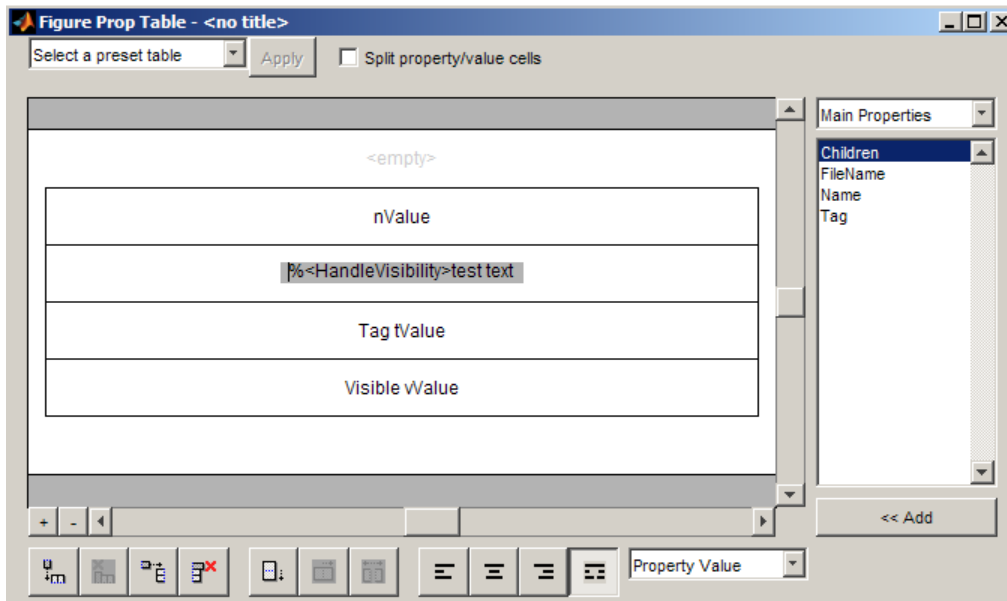 Figure Prop Table - <no title>
Select a preset table
Apply
Split property/value cells
Main Properties
<empty>
Children
FileName
Name
Tag
nValue
%<HandleVisibility>test text
Tag tValue
Visible vValue
+ -
<< Add
Property Value